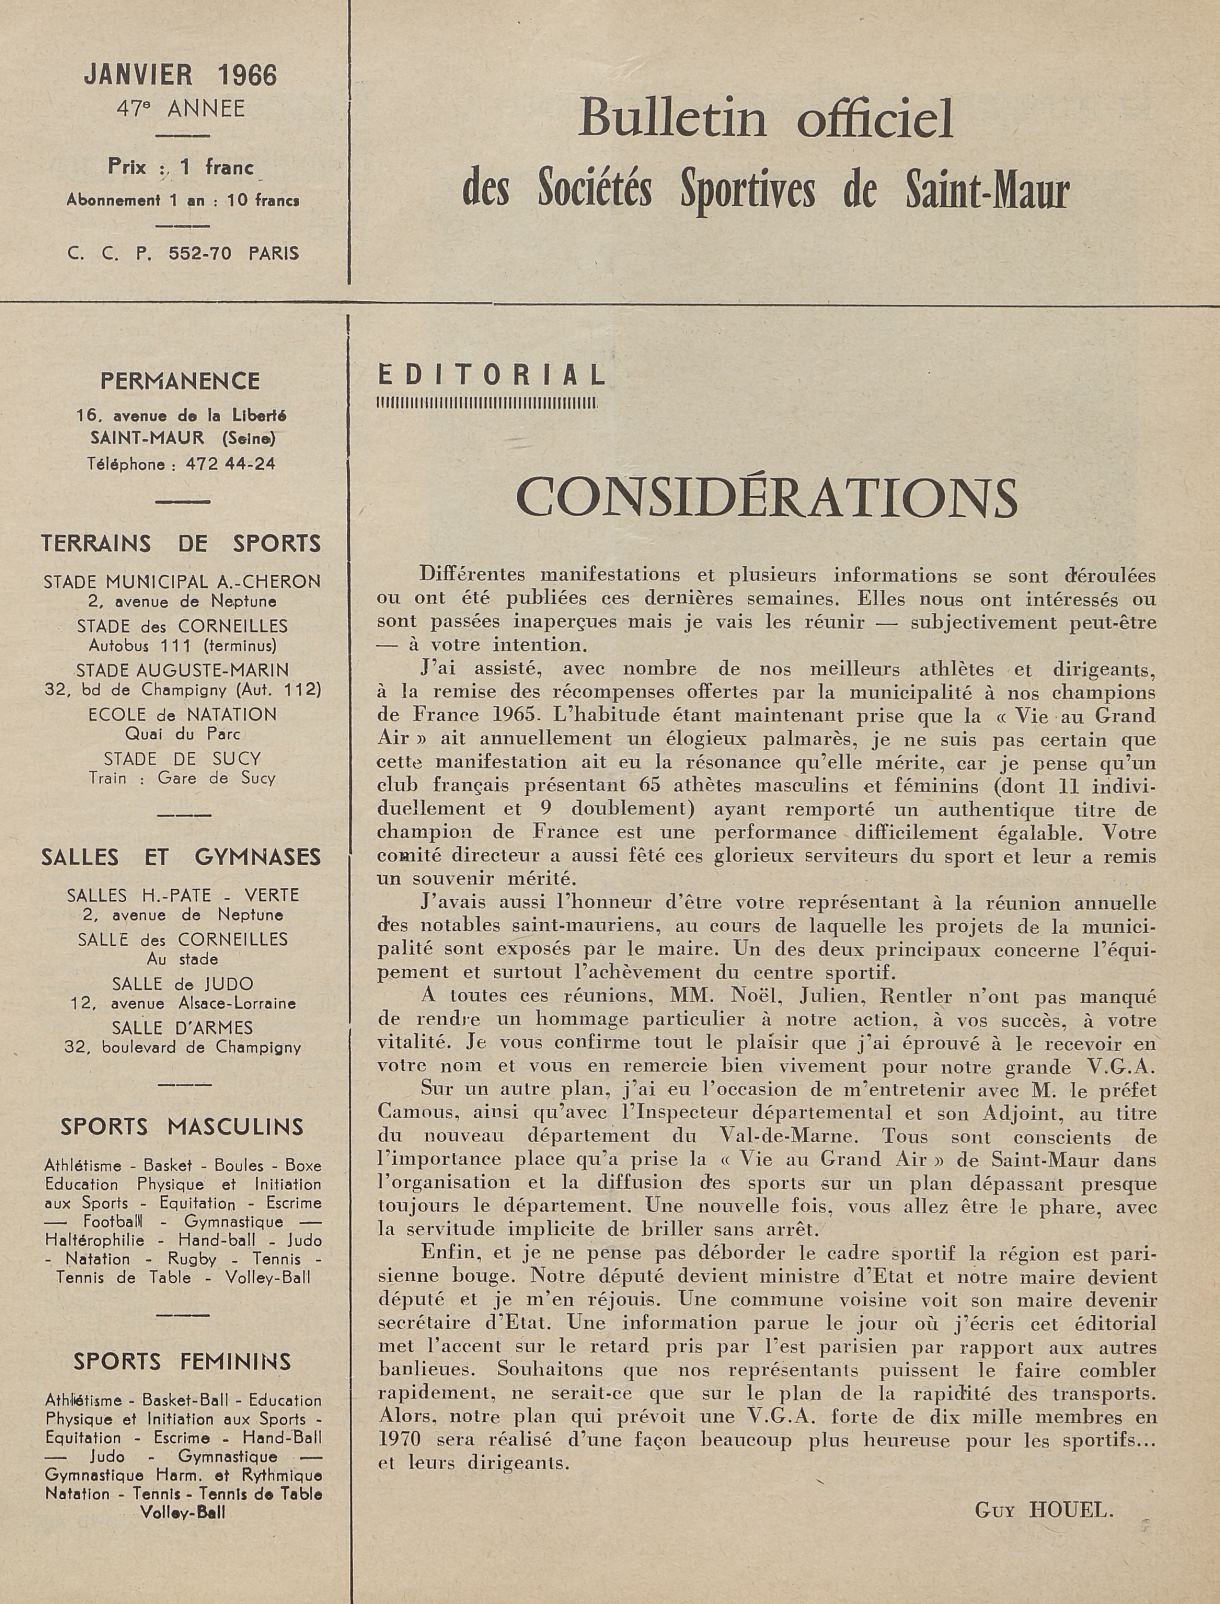 JANVIER 1966
47e ANNEE
Prix : 1 franc
Abonnement 1 an : 10 francs
C. C. P. 552-70 PARIS
Bulletin officiel
des Sociétés Sportives de Saint-Maur
PERMANENCE
16, avenue de la Liberté
SAINT-MAUR (Seine)
Téléphone : 472 44-24
TERRAINS DE SPORTS
STADE MUNICIPAL A.-CHERON
2, avenue de Neptune
STADE des CORNEILLES
Autobus 111 (terminus)
STADE AUGUSTE-MARIN
32, bd de Champigny (Aut. 112)
ECOLE de NATATION
Quai du Parc
STADE DE SUCY
Train : Gare de Sucy
SALLES ET GYMNASES
SALLES H.-PATE - VERTE
2, avenue de Neptune
SALLE des CORNEILLES
Au stade
SALLE de JUDO
12, avenue Alsace-Lorraine
SALLE D'ARMES
32, boulevard de Champigny
SPORTS MASCULINS
Athlétisme - Basket - Boules - Boxe
Education Physique et Initiation
aux Sports - Equitation - Escrime
— Football - Gymnastique —
Haltérophilie - Hand-ball - Judo
- Natation - Rugby - Tennis -
Tennis de Table - Volley-Ball
SPORTS FEMININS
Athlétisme - Basket-Ball - Education
Physique et Initiation aux Sports -
Equitation - Escrime - Hand-Ball
— Judo - Gymnastique —
Gymnastique Harm. et Rythmique
Natation - Tennis - Tennis de Table
Volley-Ball
EDITORIAL
CONSIDÉRATIONS
Différentes manifestations et plusieurs informations se sont déroulées
ou ont été publiées ces dernières semaines. Elles nous ont intéressés ou
sont passées inaperçues mais je vais les réunir — subjectivement peut-être
— à votre intention.
J'ai assisté, avec nombre de nos meilleurs athlètes et dirigeants,
à la remise des récompenses offertes par la municipalité à nos champions
de France 1965. L'habitude étant maintenant prise que la « Vie au Grand
Air » ait annuellement un élogieux palmarès, je ne suis pas certain que
cette manifestation ait eu la résonance qu'elle mérite, car je pense qu'un
club français présentant 65 athètes masculins et féminins (dont 11 indivi-
duellement et 9 doublement) ayant remporté un authentique titre de
champion de France est une performance difficilement égalable. Votre
comité directeur a aussi fêté ces glorieux serviteurs du sport et leur a remis
un souvenir mérité.
J'avais aussi l'honneur d'être votre représentant à la réunion annuelle
des notables saint-mauriens, au cours de laquelle les projets de la munici-
palité sont exposés par le maire. Un des deux principaux concerne l'équi-
pement et surtout l'achèvement du centre sportif.
A toutes ces réunions, MM. Noël, Julien, Rentler n'ont pas manqué
de rendre un hommage particulier à notre action, à vos succès, à votre
vitalité. Je vous confirme tout le plaisir que j'ai éprouvé à le recevoir en
votre nom et vous en remercie bien vivement pour notre grande V.G.A.
Sur un autre plan, j'ai eu l'occasion de m'entretenir avec M. le préfet
Camous, ainsi qu'avec l'Inspecteur départemental et son Adjoint, au titre
du nouveau département du Val-de-Marne. Tous sont conscients de
l'importance place qu'a prise la « Vie au Grand Air » de Saint-Maur dans
l'organisation et la diffusion des sports sur un plan dépassant presque
toujours le département. Une nouvelle fois, vous allez être le phare, avec
la servitude implicite de briller sans arrêt.
Enfin, et je ne pense pas déborder le cadre sportif la région est pari-
sienne bouge. Notre député devient ministre d'Etat et notre maire devient
député et je m'en réjouis. Une commune voisine voit son maire devenir
secrétaire d'Etat. Une information parue le jour où j'écris cet éditorial
met l'accent sur le retard pris par l'est parisien par rapport aux autres
banlieues. Souhaitons que nos représentants puissent le faire combler
rapidement, ne serait-ce que sur le plan de la rapidité des transports.
Alors, notre plan qui prévoit une V.G.A. forte de dix mille membres en
1970 sera réalisé d'une façon beaucoup plus heureuse pour les sportifs...
et leurs dirigeants.
GUY HOUEL.